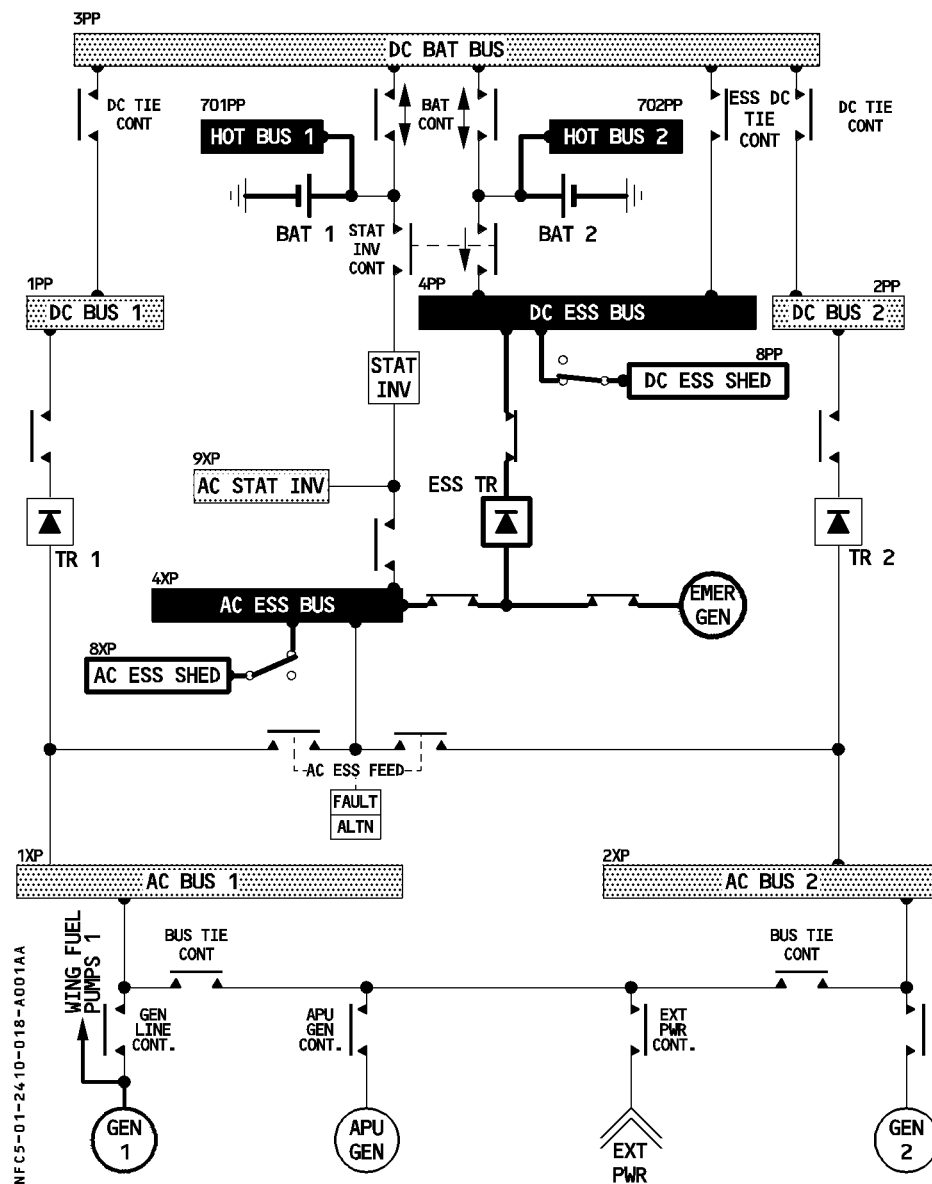 3PP
DC BAT BUS
DC TIE
CONT
701PP
HOT BUS 1
BAT
CONT
702PP
HOT BUS 2
ESS DC
TIE
CONT
DC TIE
CONT
BAT 1
STAT
INV
CONT
BAT 2
1PP
DC BUS 1
4PP
DC ESS BUS
2PP
DC BUS 2
STAT
INV
8PP
DC ESS SHED
9XP
AC STAT INV
ESS TR
TR 1
TR 2
4XP
AC ESS BUS
EMER
GEN
8XP
AC ESS SHED
AC ESS FEED
FAULT
ALTN
1XP
AC BUS 1
2XP
AC BUS 2
WING FUEL
PUMPS 1
BUS TIE
CONT
BUS TIE
CONT
GEN
LINE
CONT.
APU
GEN
CONT.
EXT
PWR
CONT.
GEN
1
APU
GEN
EXT
PWR
GEN
2
NFC5-01-2410-018-A001AA